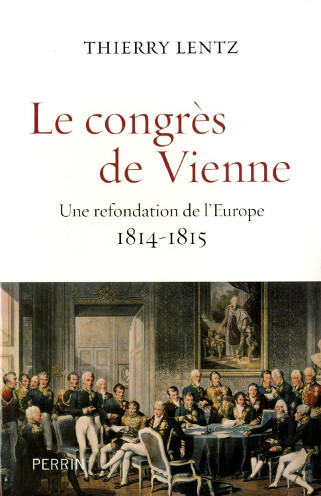 THIERRY LENTZ
Le congrès
de Vienne
Une refondation de l'Europe
1814-1815
PERRIN